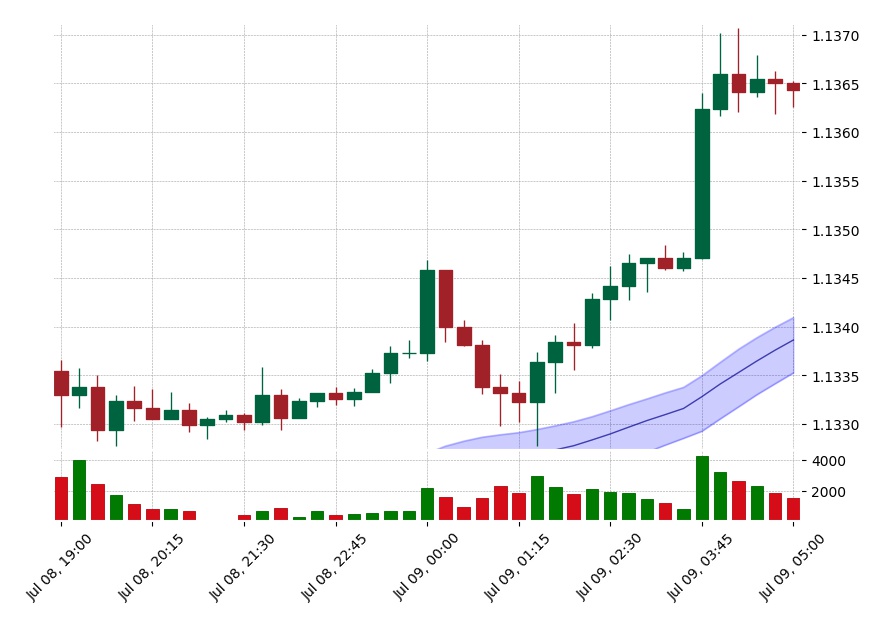 1.1370
1.1365
1.1360
1.1355
1.1350
1.1345
1.1340
1.1335
1.1330
4000
2000
Jul 08, 19:00
Jul 08, 20:15
Jul 08, 21:30
Jul 08, 22:45
Jul 09, 00:00
Jul 09, 01:15
Jul 09, 02:30
Jul 09, 03:45
Jul 09, 05:00